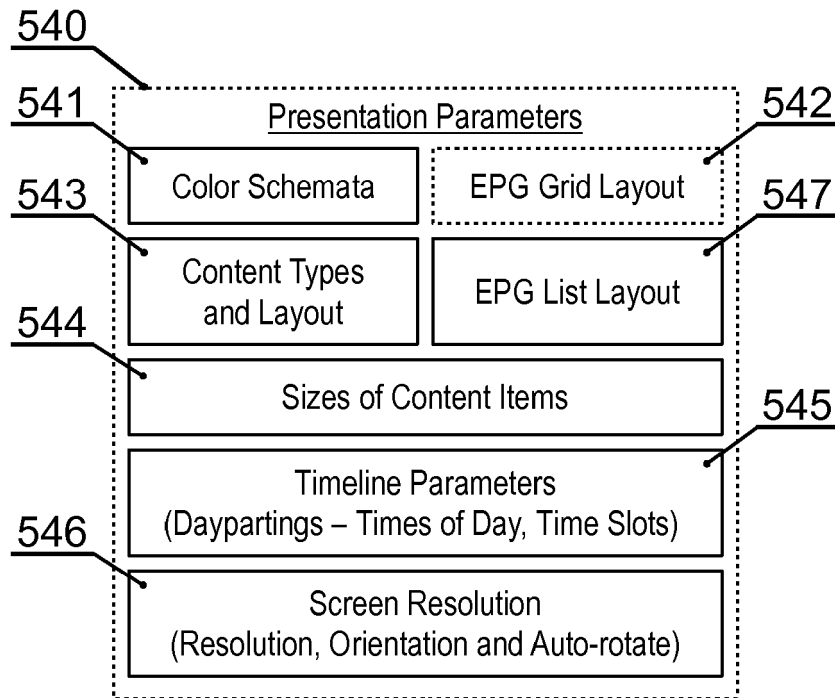 540
541
Presentation Parameters
542
Color Schemata
EPG Grid Layout
543
547
Content Types
and Layout
EPG List Layout
544
Sizes of Content Items
545
Timeline Parameters
(Daypartings – Times of Day, Time Slots)
546
Screen Resolution
(Resolution, Orientation and Auto-rotate)